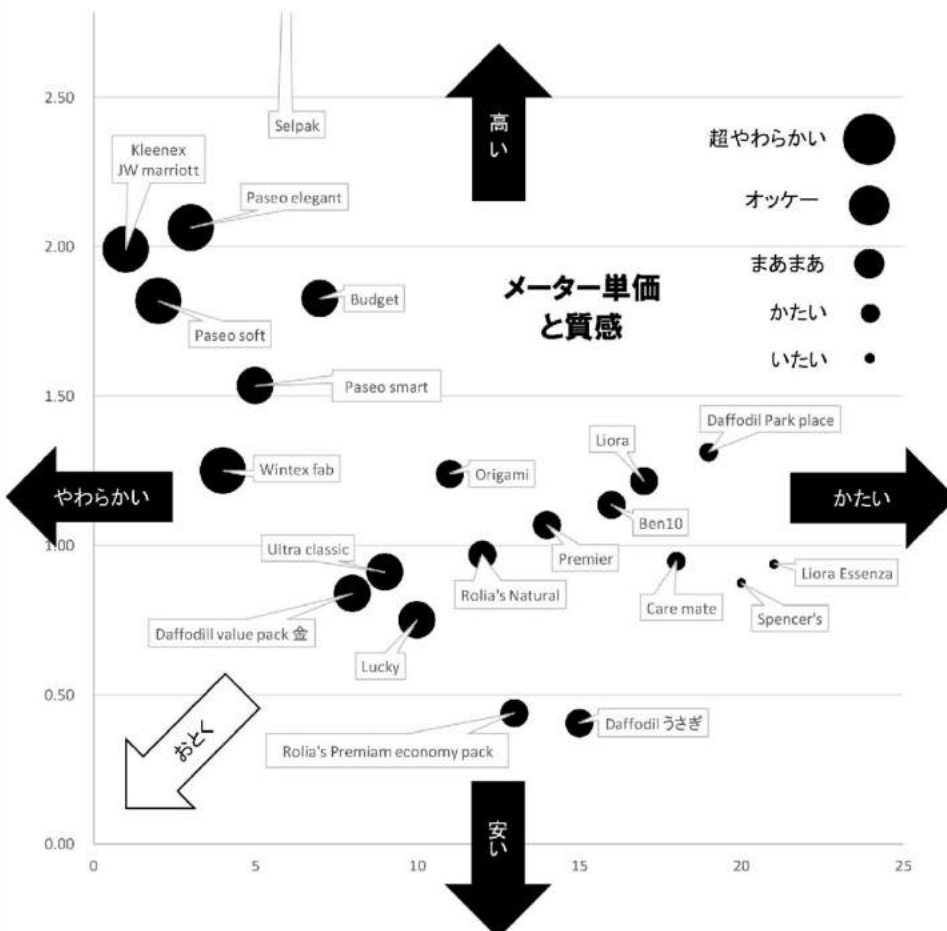 2.50
2.00
1.50
1.00
0.50
0.00
0
5
10
15
20
25
高い
安い
やわらかい
かたい
おとく
メーター単価
と質感
超やわらかい
オッケー
まあまあ
かたい
いたい
Selpak
Kleenex
JW marriott
Paseo elegant
Budget
Paseo soft
Paseo smart
Daffodil Park place
Liora
Wintex fab
Origami
Ben10
Ultra classic
Premier
Rolia's Natural
Care mate
Liora Essenza
Spencer's
Daffodill value pack 金
Lucky
Rolia's Premiam economy pack
Daffodil うさぎ